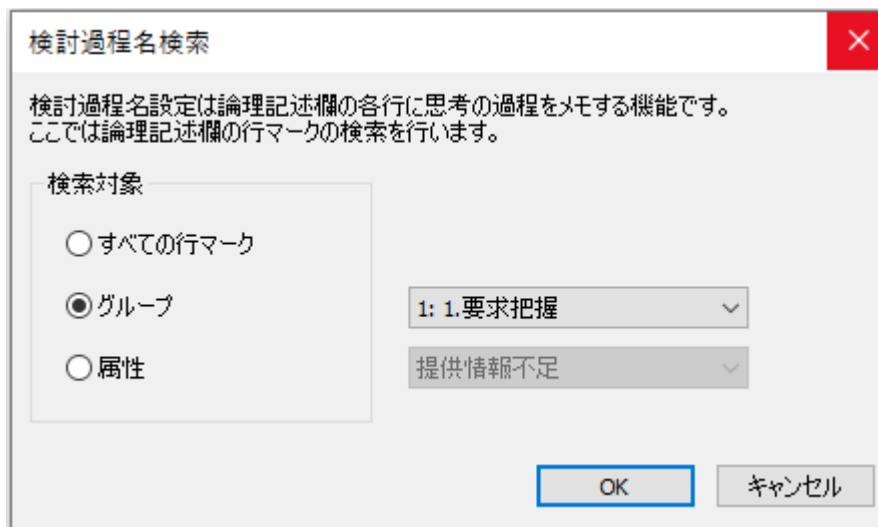 検討過程名検索
検討過程名設定は論理記述欄の各行に思考の過程をメモする機能です。
ここでは論理記述欄の行マークの検索を行います。
検索対象
すべての行マーク
グループ
1: 1.要求把握
属性
提供情報不足
OK
キャンセル